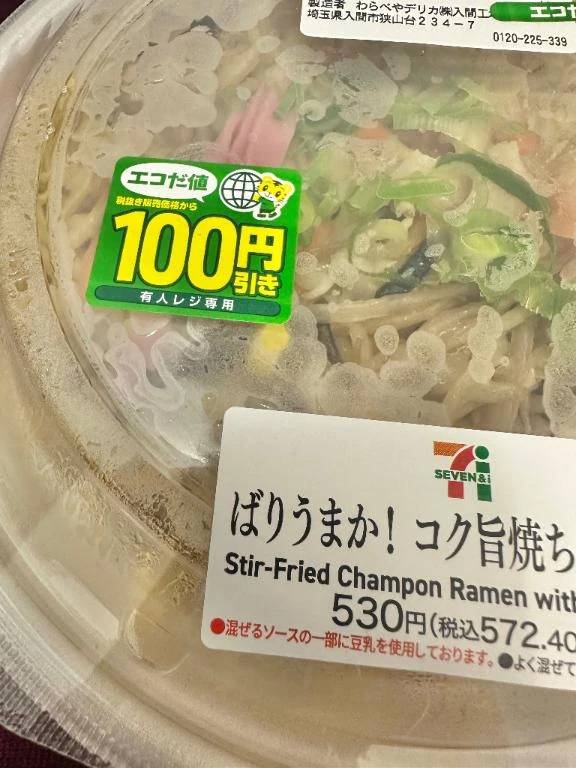 製造者 わらべやデリカ㈱入間工
埼玉県入間市狭山台234-7
エコだ
0120-225-339
エコだ値
税抜き販売価格から
100円
引き
有人レジ専用
7i
SEVEN&i
ばりうまか! コク旨焼ち
Stir-Fried Champon Ramen with
530円(税込572.40
●混ぜるソースの一部に豆乳を使用しております。●よく混ぜて